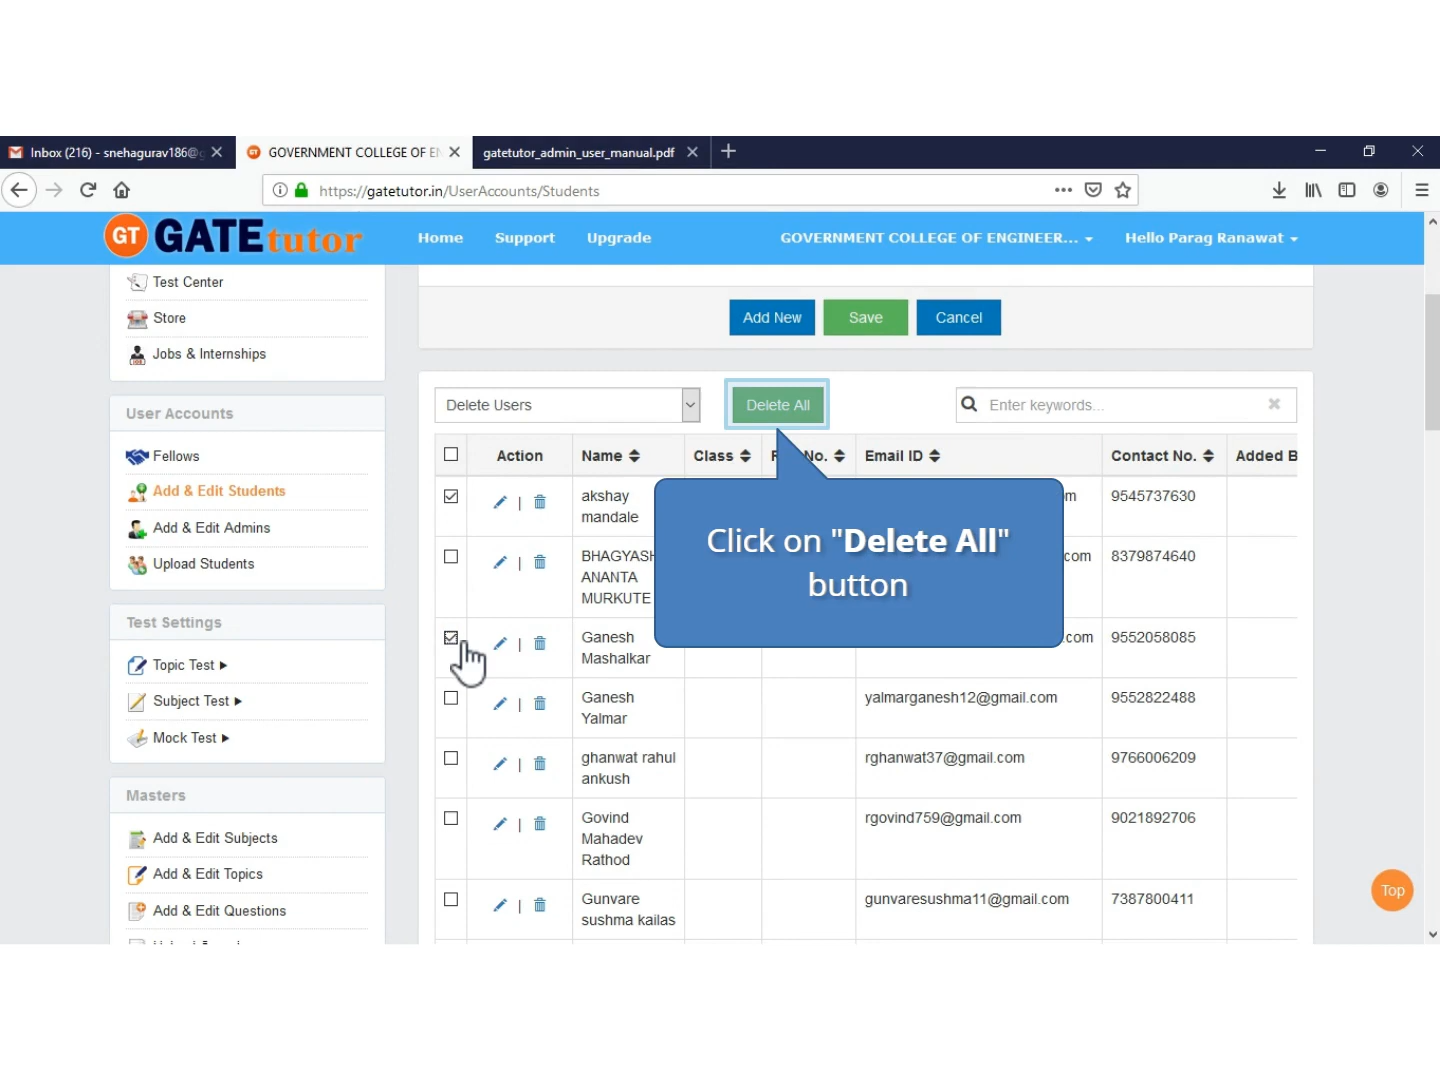 Inbox (216) - snehagurav186@
GOVERNMENT COLLEGE OF EN
gatetutor_admin_user_manual.pdf
https://gatetutor.in/UserAccounts/Students
GT GATEtutor
Home Support Upgrade GOVERNMENT COLLEGE OF ENGINEER... Hello Parag Ranawat
Test Center
Store
Jobs & Internships
User Accounts
Fellows
Add & Edit Students
Add & Edit Admins
Upload Students
Test Settings
Topic Test
Subject Test
Mock Test
Masters
Add & Edit Subjects
Add & Edit Topics
Add & Edit Questions
Add New Save Cancel
Delete Users Delete All Enter keywords...
Action Name Class No. Email ID Contact No. Added B
akshay 9545737630
mandale
BHAGYASH com 8379874640
ANANTA
MURKUTE
Ganesh .com 9552058085
Mashalkar
Click on "Delete All"
button
Ganesh yalmarganesh12@gmail.com 9552822488
Yalmar
ghanwat rahul rghanwat37@gmail.com 9766006209
ankush
Govind rgovind759@gmail.com 9021892706
Mahadev
Rathod
Gunvare gunvaresushma11@gmail.com 7387800411
sushma kailas
Top